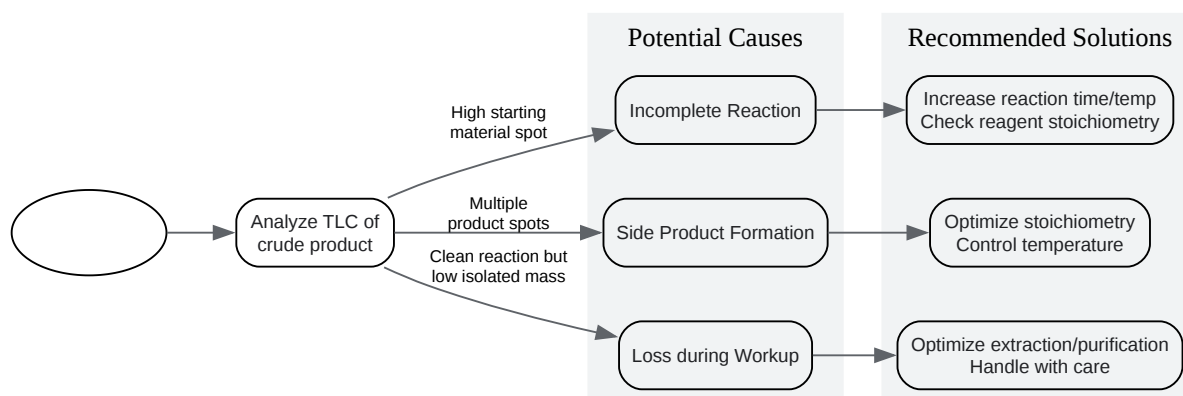 Potential Causes
Recommended Solutions
High starting
material spot
Incomplete Reaction
Increase reaction time/temp
Check reagent stoichiometry
Analyze TLC of
crude product
Multiple
product spots
Side Product Formation
Optimize stoichiometry
Control temperature
Clean reaction but
low isolated mass
Loss during Workup
Optimize extraction/purification
Handle with care